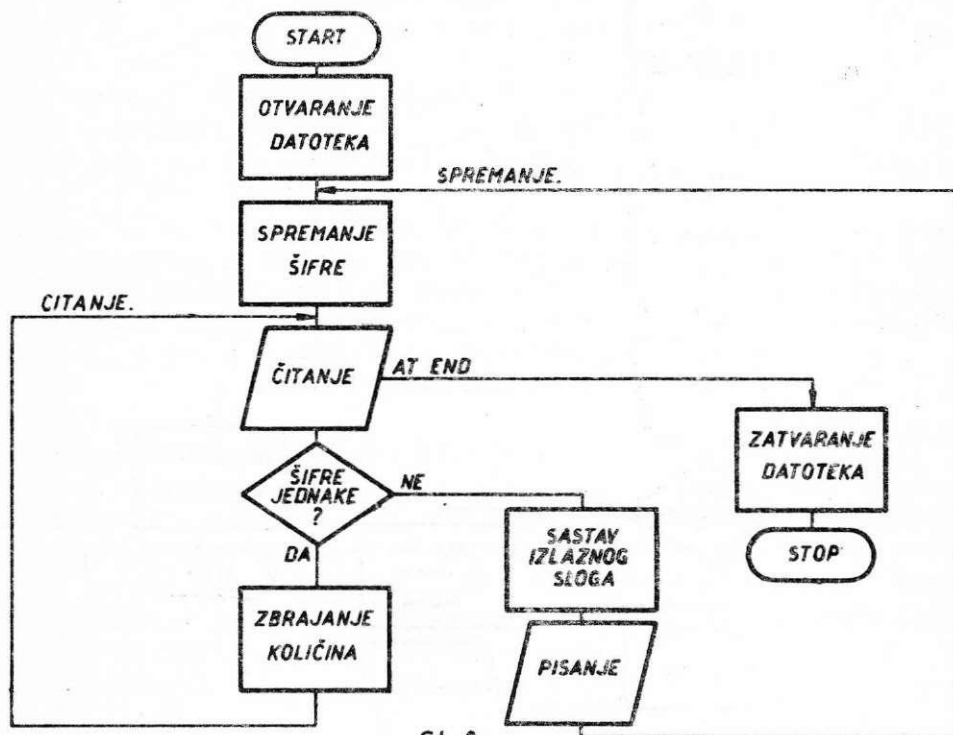 START
OTVARANJE
DATOTEKA
SPREMANJE.
SPREMANJE
ŠIFRE
CITANJE.
ČITANJE
AT END
ZATVARANJE
DATOTEKA
ŠIFRE
JEDNAKE
?
NE
DA
SASTAV
IZLAZNOG
SLOGA
STOP
ZBRAJANJE
KOLIČINA
PISANJE